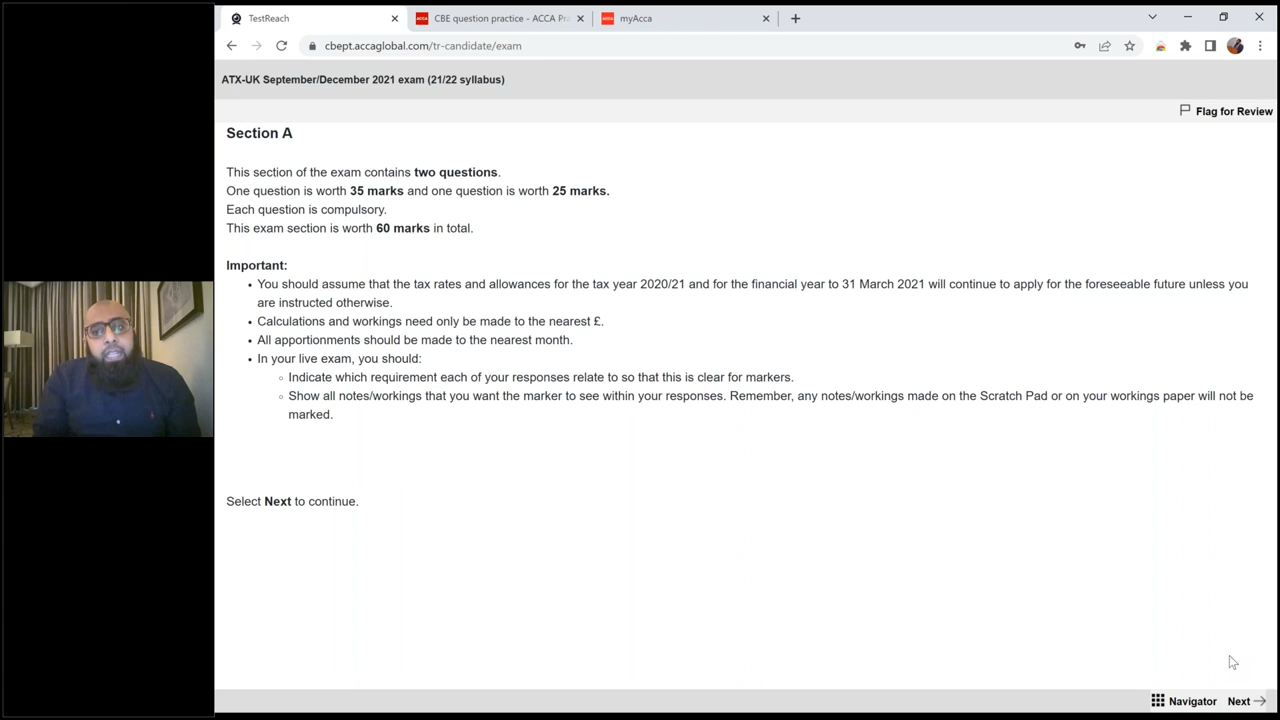 TestReach
CBE question practice - ACCA Pra
myAcca
cbept.accaglobal.com/tr-candidate/exam
ATX-UK September/December 2021 exam (21/22 syllabus)
Flag for Review
Section A
This section of the exam contains two questions.
One question is worth 35 marks and one question is worth 25 marks.
Each question is compulsory.
This exam section is worth 60 marks in total.
Important:
• You should assume that the tax rates and allowances for the tax year 2020/21 and for the financial year to 31 March 2021 will continue to apply for the foreseeable future unless you
are instructed otherwise.
• Calculations and workings need only be made to the nearest £.
• All apportionments should be made to the nearest month.
• In your live exam, you should:
○ Indicate which requirement each of your responses relate to so that this is clear for markers.
○ Show all notes/workings that you want the marker to see within your responses. Remember, any notes/workings made on the Scratch Pad or on your workings paper will not be
marked.
Select Next to continue.
Navigator Next